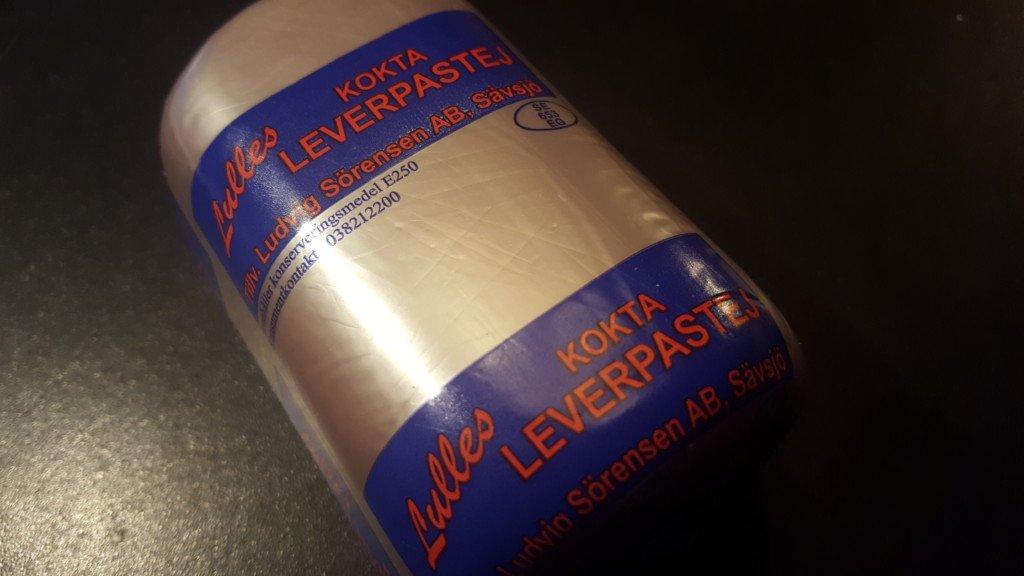 KOKTA
Lulles LEVERPASTEJ
Ludvig Sörensen AB, Sävsjö
konserveringsmedel E250
038212200
SE
EG
KOKTA
Lulles LEVERPASTEJ
Ludvig Sörensen AB, Sävsjö